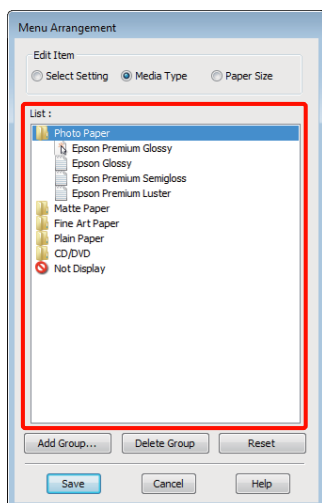 Menu Arrangement
Edit Item
Select Setting Media Type Paper Size
List :
Photo Paper
Epson Premium Glossy
Epson Glossy
Epson Premium Semigloss
Epson Premium Luster
Matte Paper
Fine Art Paper
Plain Paper
CD/DVD
Not Display
Add Group... Delete Group Reset
Save Cancel Help